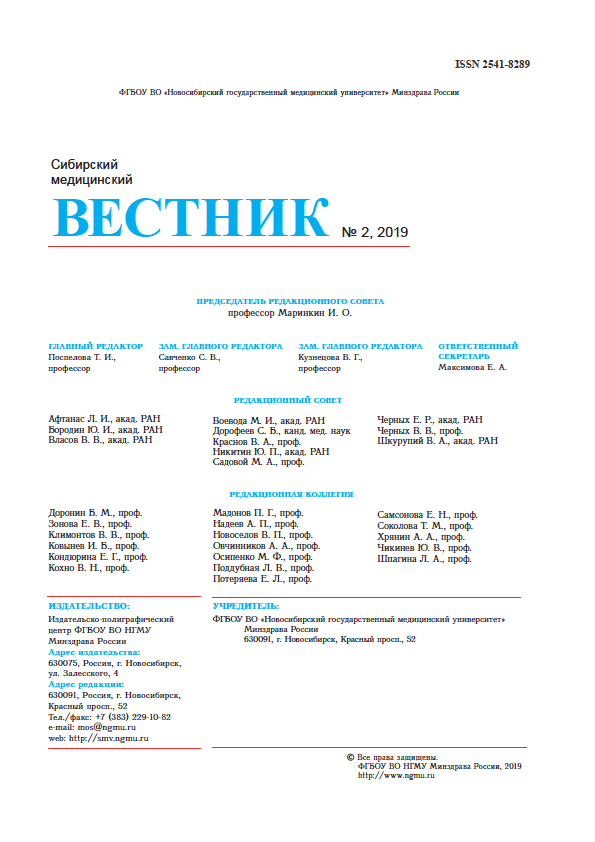 ISSN 2541-8289
ФГБОУ ВО «Новосибирский государственный медицинский университет» Минздрава России
Сибирский
медицинский
ВЕСТНИК № 2, 2019
ПРЕДСЕДАТЕЛЬ РЕДАКЦИОННОГО СОВЕТА
профессор Маринкин И. О.
ГЛАВНЫЙ РЕДАКТОР
Поспелова Т. И.,
профессор
ЗАМ. ГЛАВНОГО РЕДАКТОРА
Савченко С. В.,
профессор
ЗАМ. ГЛАВНОГО РЕДАКТОРА
Кузнецова В. Г.,
профессор
ОТВЕТСТВЕННЫЙ
СЕКРЕТАРЬ
Максимова Е. А.
РЕДАКЦИОННЫЙ СОВЕТ
Афтанас Л. И., акад. РАН
Бородин Ю. И., акад. РАН
Власов В. В., акад. РАН
Воевода М. И., акад. РАН
Дорофеев С. Б., канд. мед. наук
Краснов В. А., проф.
Никитин Ю. П., акад. РАН
Садовой М. А., проф.
Черных Е. Р., акад. РАН
Черных В. В., проф.
Шкурупий В. А., акад. РАН
РЕДАКЦИОННАЯ КОЛЛЕГИЯ
Доронин Б. М., проф.
Зонова Е. В., проф.
Климонтов В. В., проф.
Ковынев И. Б., проф.
Кондюрина Е. Г., проф.
Кохно В. Н., проф.
Мадонов П. Г., проф.
Надеев А. П., проф.
Новоселов В. П., проф.
Овчинников А. А., проф.
Осипенко М. Ф., проф.
Поддубная Л. В., проф.
Потеряева Е. Л., проф.
Самсонова Е. Н., проф.
Соколова Т. М., проф.
Хрянин А. А., проф.
Чикинев Ю. В., проф.
Шпагина Л. А., проф.
ИЗДАТЕЛЬСТВО:
Издательско-полиграфический
центр ФГБОУ ВО НГМУ
Минздрава России
Адрес издательства:
630075, Россия, г. Новосибирск,
ул. Залесского, 4
Адрес редакции:
630091, Россия, г. Новосибирск,
Красный просп., 52
Тел./факс: +7 (383) 229-10-82
e-mail: mos@ngmu.ru
web: http://smv.ngmu.ru
УЧРЕДИТЕЛЬ:
ФГБОУ ВО «Новосибирский государственный медицинский университет»
Минздрава России
630091, г. Новосибирск, Красный просп., 52
© Все права защищены.
ФГБОУ ВО НГМУ Минздрава России, 2019
http://www.ngmu.ru